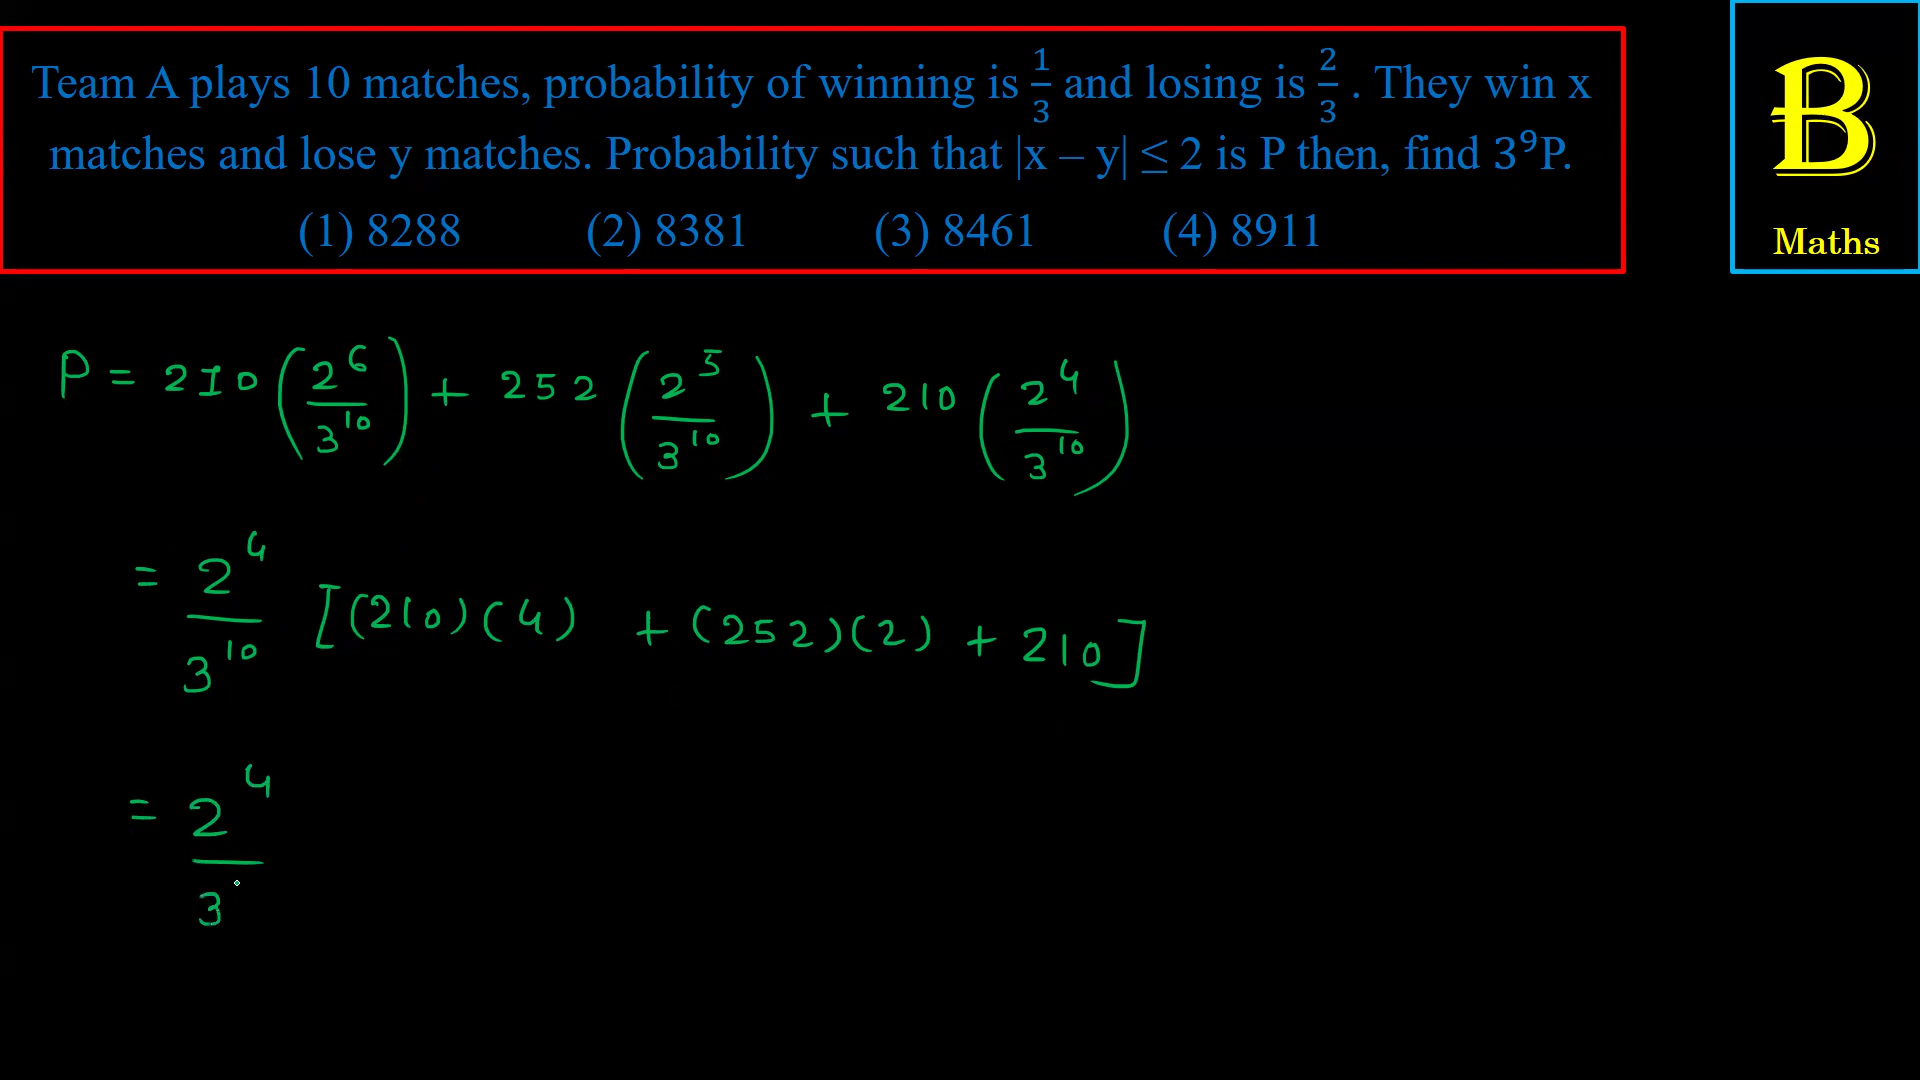 Team A plays 10 matches, probability of winning is 1/3 and losing is 2/3 . They win x
matches and lose y matches. Probability such that |x – y| ≤ 2 is P then, find 3⁹P.
(1) 8288 (2) 8381 (3) 8461 (4) 8911
B
Maths
P = 210 (2⁶/3¹⁰) + 252 (2⁵/3¹⁰) + 210 (2⁴/3¹⁰)
= 2⁴/3¹⁰ [(210)(4) + (252)(2) + 210]
= 2⁴/3